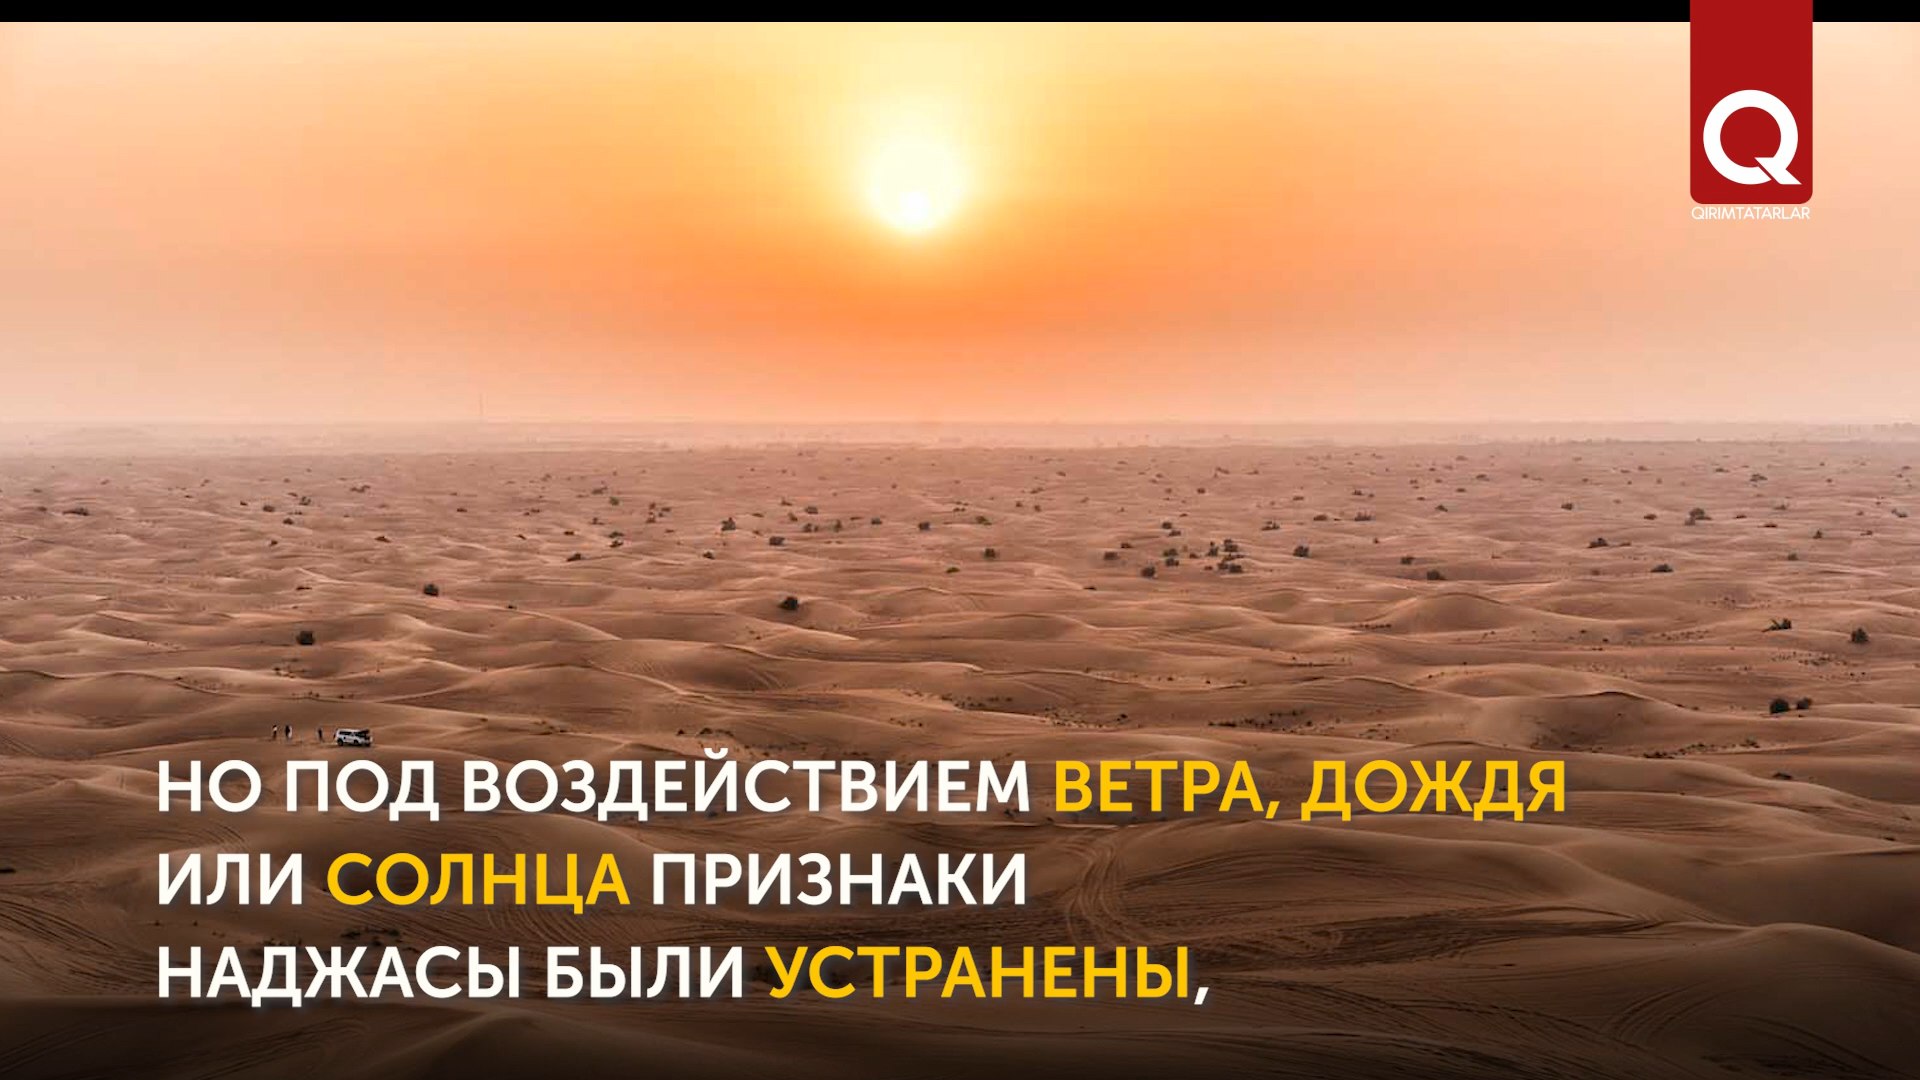 Q
QIRIMTATARLAR
НО ПОД ВОЗДЕЙСТВИЕМ ВЕТРА, ДОЖДЯ
ИЛИ СОЛНЦА ПРИЗНАКИ
НАДЖАСЫ БЫЛИ УСТРАНЕНЫ,